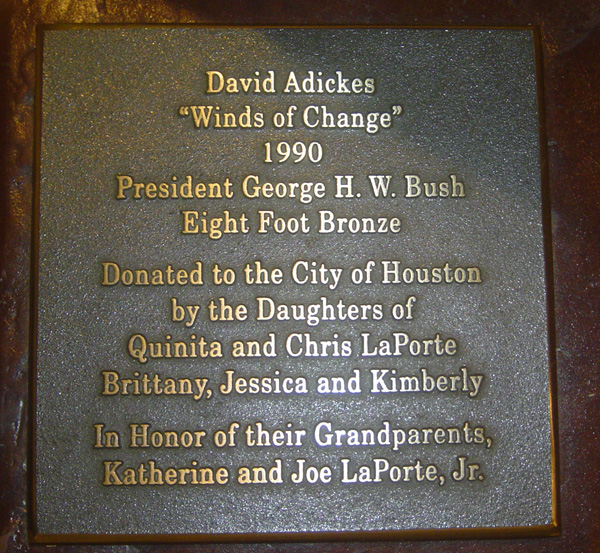 David Adickes
“Winds of Change”
1990
President George H. W. Bush
Eight Foot Bronze
Donated to the City of Houston
by the Daughters of
Quinita and Chris LaPorte
Brittany, Jessica and Kimberly
In Honor of their Grandparents,
Katherine and Joe LaPorte, Jr.